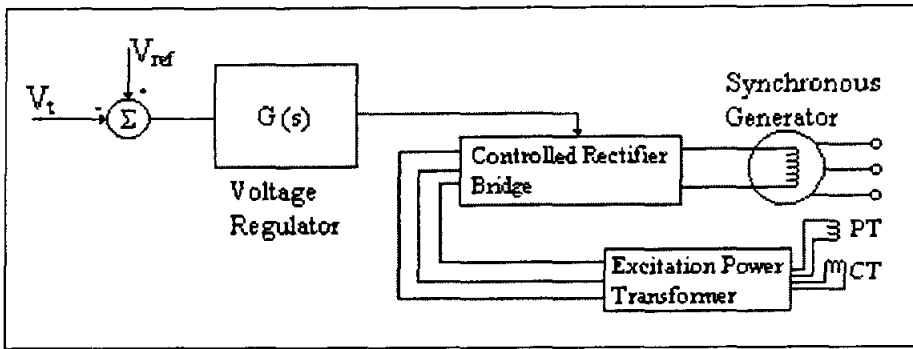 V_ref
V_t
Σ
G(s)
Voltage
Regulator
Synchronous
Generator
Controlled Rectifier
Bridge
PT
CT
Excitation Power
Transformer